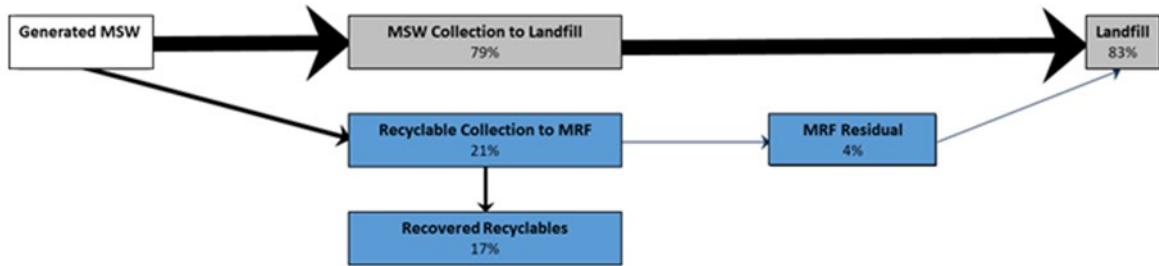 Generated MSW
MSW Collection to Landfill
79%
Landfill
83%
Recyclable Collection to MRF
21%
MRF Residual
4%
Recovered Recyclables
17%